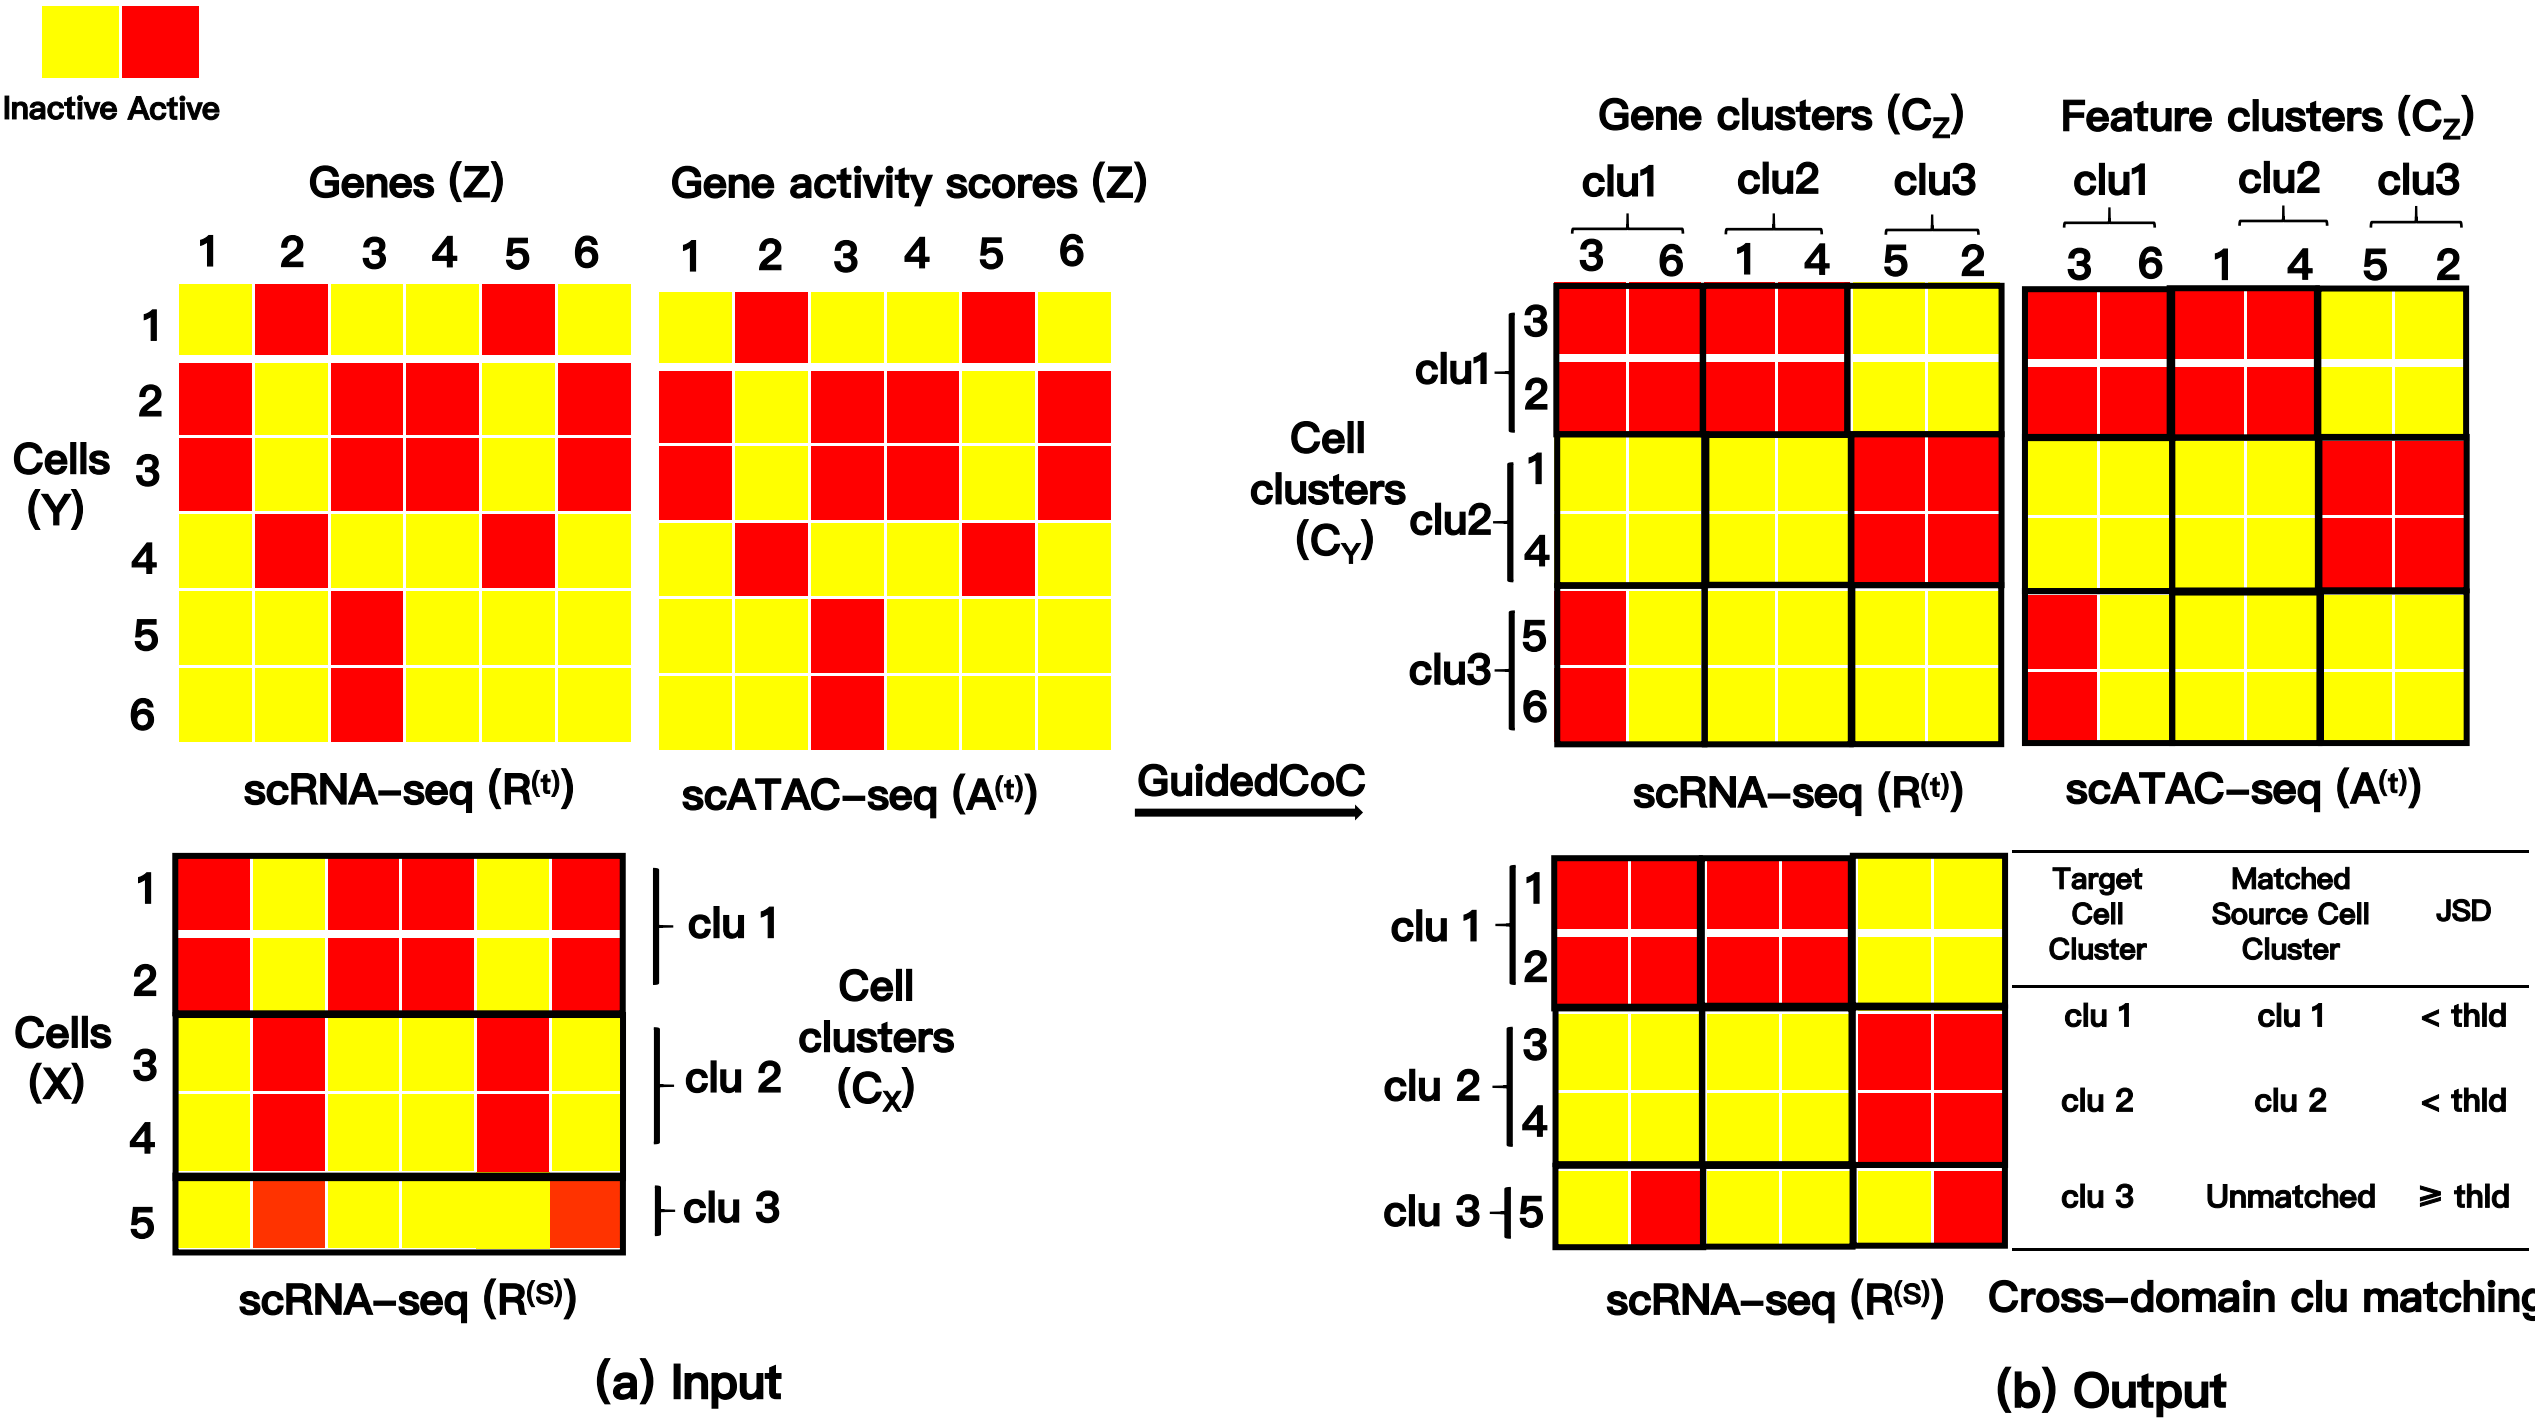 Inactive Active
Genes (Z)
Gene activity scores (Z)
1 2 3 4 5 6
1 2 3 4 5 6
1
2
3
4
5
6
Cells
(Y)
scRNA-seq (R(t))
scATAC-seq (A(t))
GuidedCoC
1
2
3
4
5
Cells
(X)
clu 1
clu 2
clu 3
Cell
clusters
(CX)
scRNA-seq (R(S))
(a) Input
Gene clusters (CZ)
Feature clusters (CZ)
clu1 clu2 clu3
clu1 clu2 clu3
3 6 1 4 5 2
3 6 1 4 5 2
Cell
clusters
(CY)
clu1
clu2
clu3
3
2
1
4
5
6
scRNA-seq (R(t))
scATAC-seq (A(t))
clu 1
clu 2
clu 3
1
2
3
4
5
scRNA-seq (R(S))
Target
Cell
Cluster
Matched
Source Cell
Cluster
JSD
clu 1 clu 1 < thld
clu 2 clu 2 < thld
clu 3 Unmatched ⩾ thld
Cross-domain clu matching
(b) Output